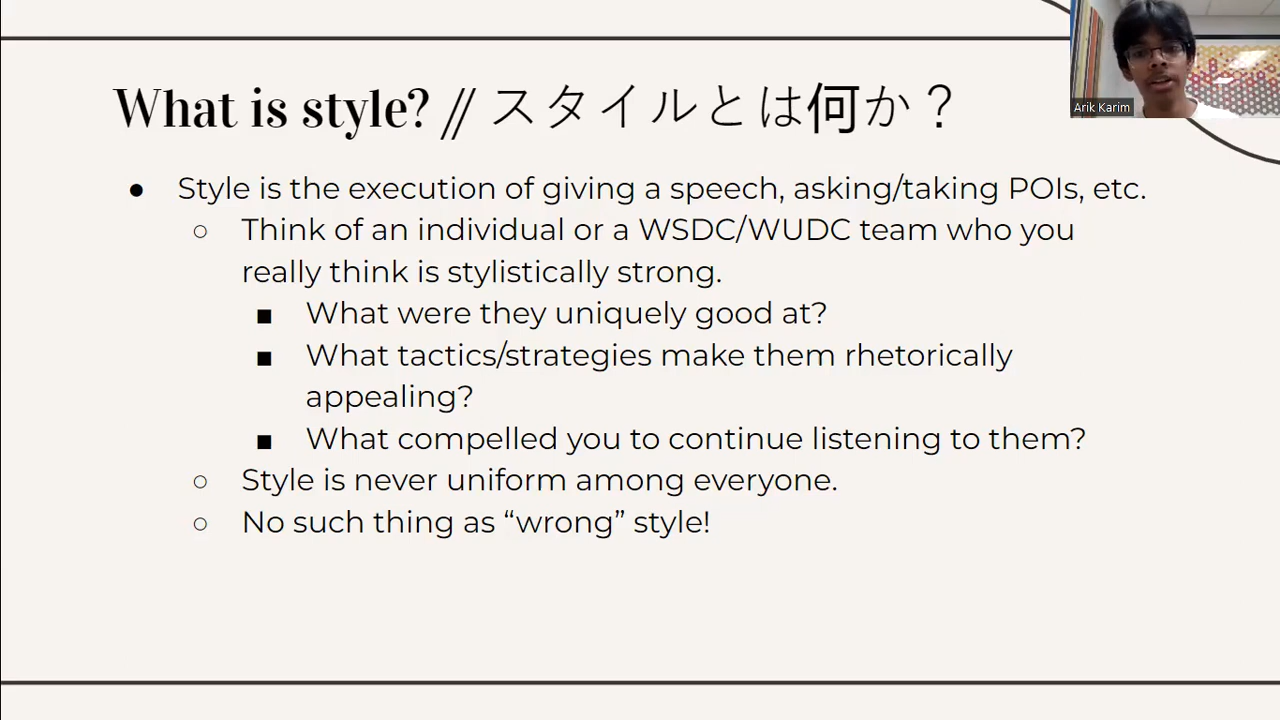 What is style? // スタイルとは何か？
Arik Karim
● Style is the execution of giving a speech, asking/taking POIs, etc.
○ Think of an individual or a WSDC/WUDC team who you
really think is stylistically strong.
■ What were they uniquely good at?
■ What tactics/strategies make them rhetorically
appealing?
■ What compelled you to continue listening to them?
○ Style is never uniform among everyone.
○ No such thing as “wrong” style!